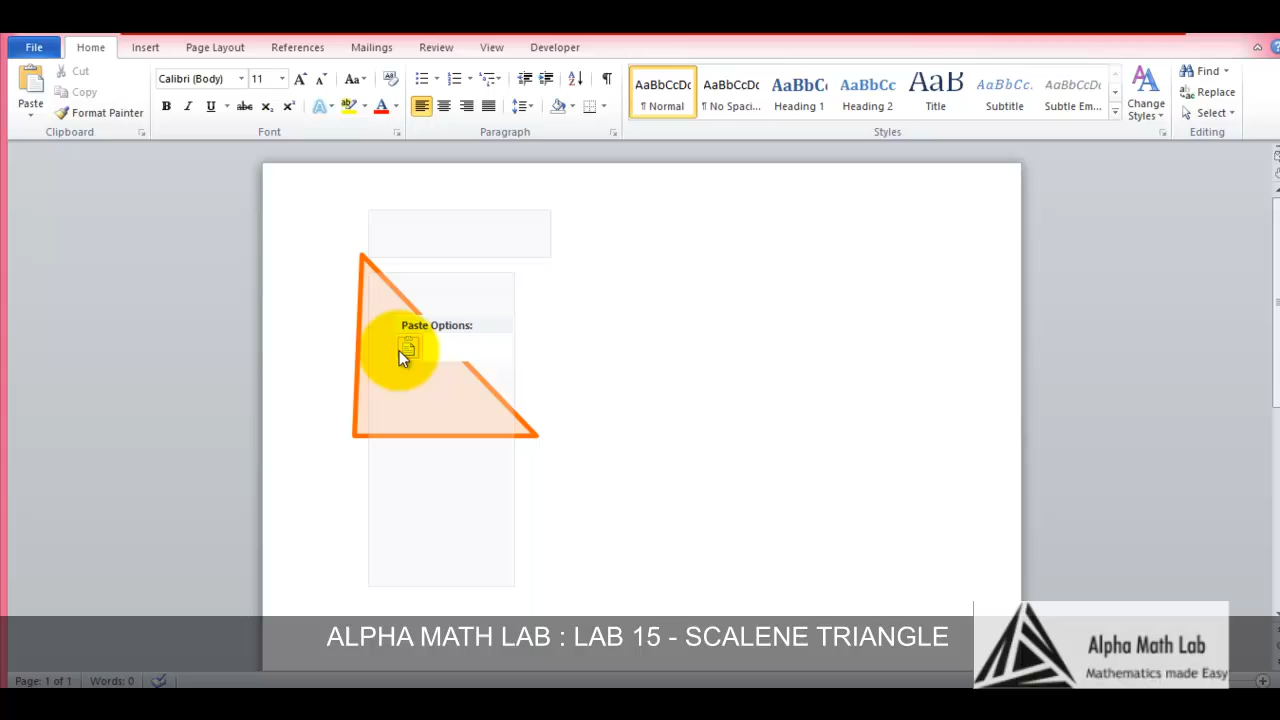 File Home Insert Page Layout References Mailings Review View Developer
Paste
Cut
Copy
Format Painter
Clipboard
Calibri (Body) 11
Font
Paragraph
AaBbCcDc AaBbCcDc AaBbC AaBbCc AaB AaBbCc. AaBbCcDc
¶ Normal ¶ No Spaci... Heading 1 Heading 2 Title Subtitle Subtle Em...
Styles
Change
Styles
Find
Replace
Select
Editing
Paste Options:
ALPHA MATH LAB : LAB 15 - SCALENE TRIANGLE
Alpha Math Lab
Mathematics made Easy
Page: 1 of 1 Words: 0